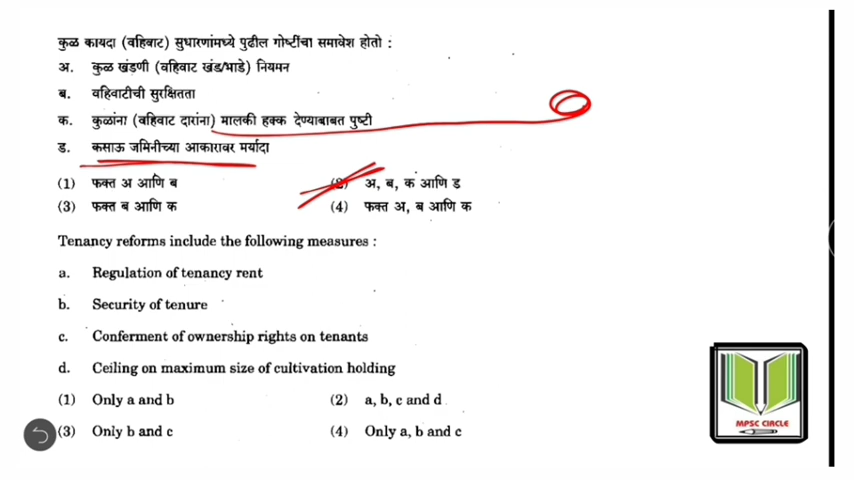 कुळ कायदा (वहिवाट) सुधारणांमध्ये पुढील गोष्टींचा समावेश होतो :
अ. कुळ खंडणी (वहिवाट खंड/भाडे) नियमन
ब. वहिवाटीची सुरक्षितता
क. कुळांना (वहिवाट दारांना) मालकी हक्क देण्याबाबत पुष्टी
ड. कसाऊ जमिनीच्या आकारावर मर्यादा
(1) फक्त अ आणि ब (2) अ, ब, क आणि ड
(3) फक्त ब आणि क (4) फक्त अ, ब आणि क
Tenancy reforms include the following measures :
a. Regulation of tenancy rent
b. Security of tenure
c. Conferment of ownership rights on tenants
d. Ceiling on maximum size of cultivation holding
(1) Only a and b (2) a, b, c and d
(3) Only b and c (4) Only a, b and c
MPSC CIRCLE